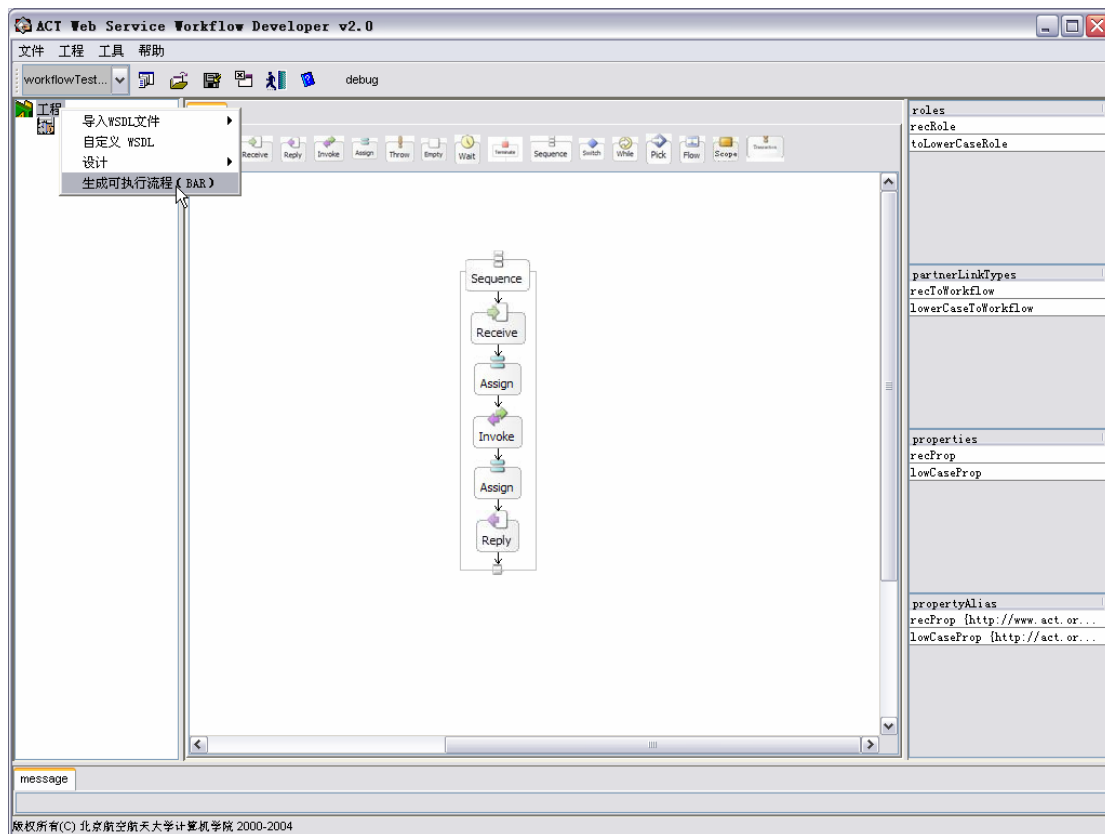 ACT Web Service Workflow Developer v2.0
文件 工程 工具 帮助
workflowTest... debug
工程
导入WSDL文件
自定义 WSDL
设计
生成可执行流程(BAR)
Receive Reply Invoke Assign Throw Empty Wait Terminate Sequence Switch While Pick Flow Scope
Sequence
Receive
Assign
Invoke
Assign
Reply
roles
recRole
toLowerCaseRole
partnerLinkTypes
recToWorkflow
lowerCaseToWorkflow
properties
recProp
lowCaseProp
propertyAlias
recProp {http://www.act.or...
lowCaseProp {http://act.or...
message
版权所有(C) 北京航空航天大学计算机学院 2000-2004